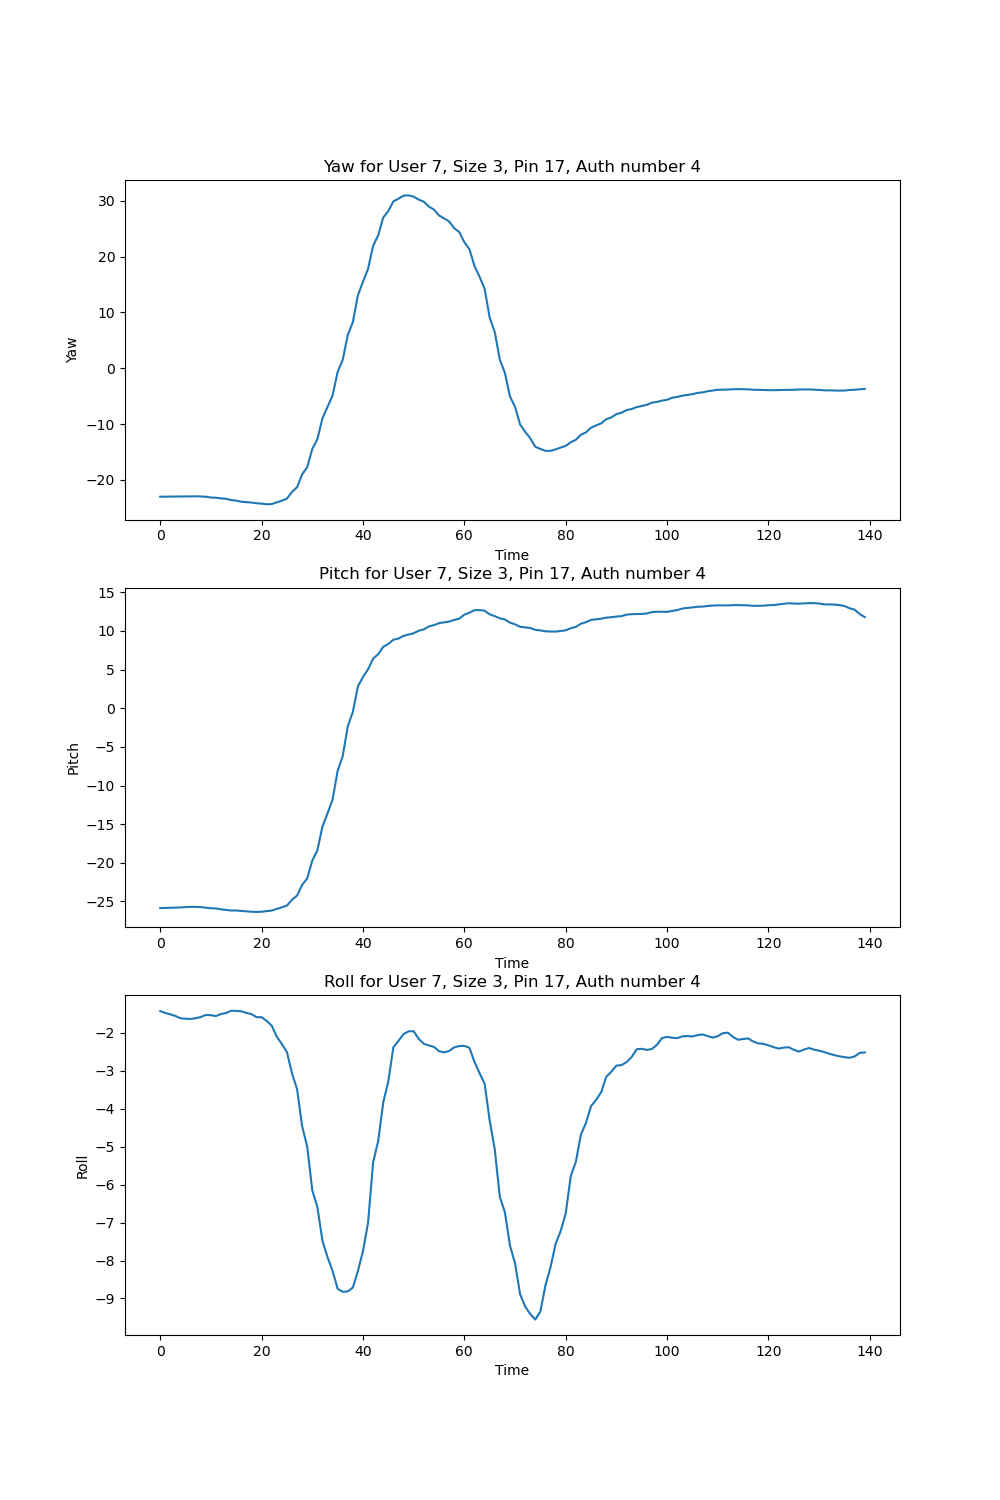 Yaw for User 7, Size 3, Pin 17, Auth number 4
30
20
10
0
−10
−20
Yaw
0 20 40 60 80 100 120 140
Time
Pitch for User 7, Size 3, Pin 17, Auth number 4
15
10
5
0
−5
−10
−15
−20
−25
Pitch
0 20 40 60 80 100 120 140
Time
Roll for User 7, Size 3, Pin 17, Auth number 4
−2
−3
−4
−5
−6
−7
−8
−9
Roll
0 20 40 60 80 100 120 140
Time